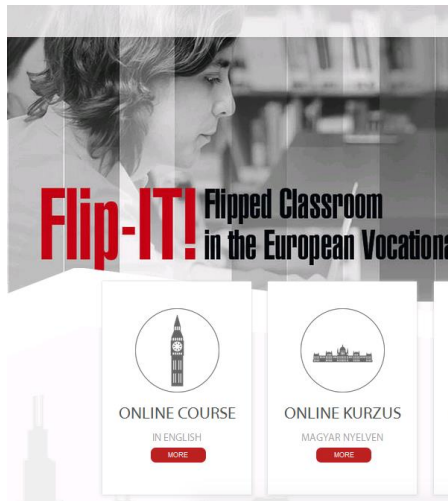 Flip-IT!
Flipped Classroom
in the European Vocationa
ONLINE COURSE
IN ENGLISH
MORE
ONLINE KURZUS
MAGYAR NYELVEN
MORE